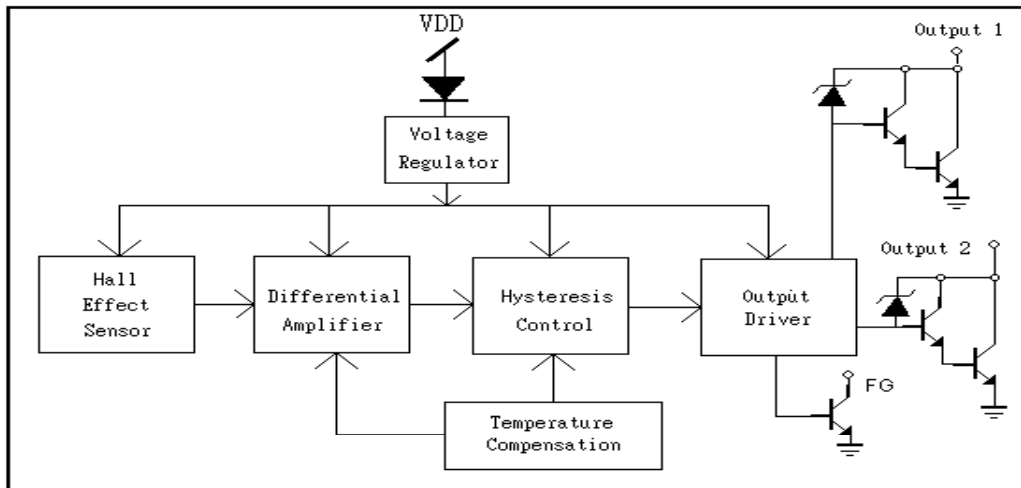 VDD
Output 1
Voltage
Regulator
Output 2
Hall
Effect
Sensor
Differential
Amplifier
Hysteresis
Control
Output
Driver
FG
Temperature
Compensation